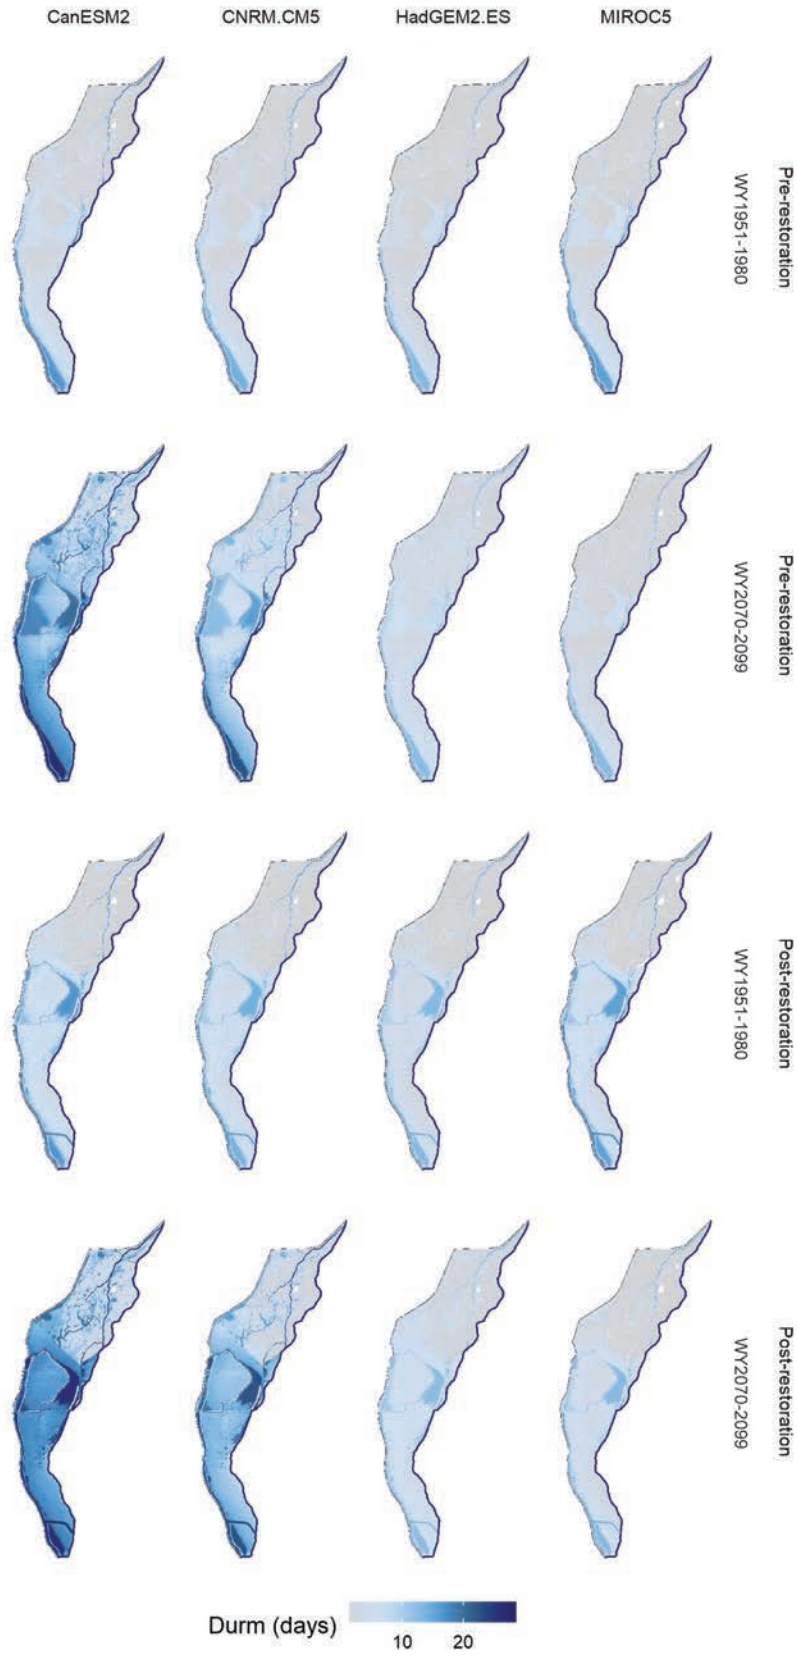 CanESM2 CNRM.CM5 HadGEM2.ES MIROC5
Pre-restoration
WY1951-1980
Pre-restoration
WY2070-2099
Post-restoration
WY1951-1980
Post-restoration
WY2070-2099
Durm (days)
10 20